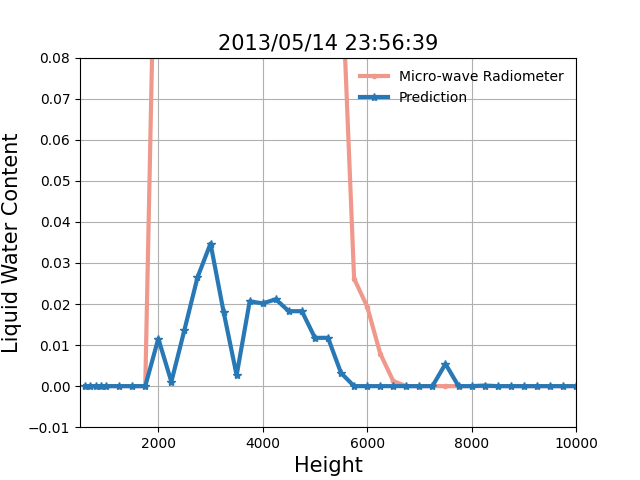 2013/05/14 23:56:39
Micro-wave Radiometer
Prediction
Liquid Water Content
0.08
0.07
0.06
0.05
0.04
0.03
0.02
0.01
0.00
−0.01
2000 4000 6000 8000 10000
Height